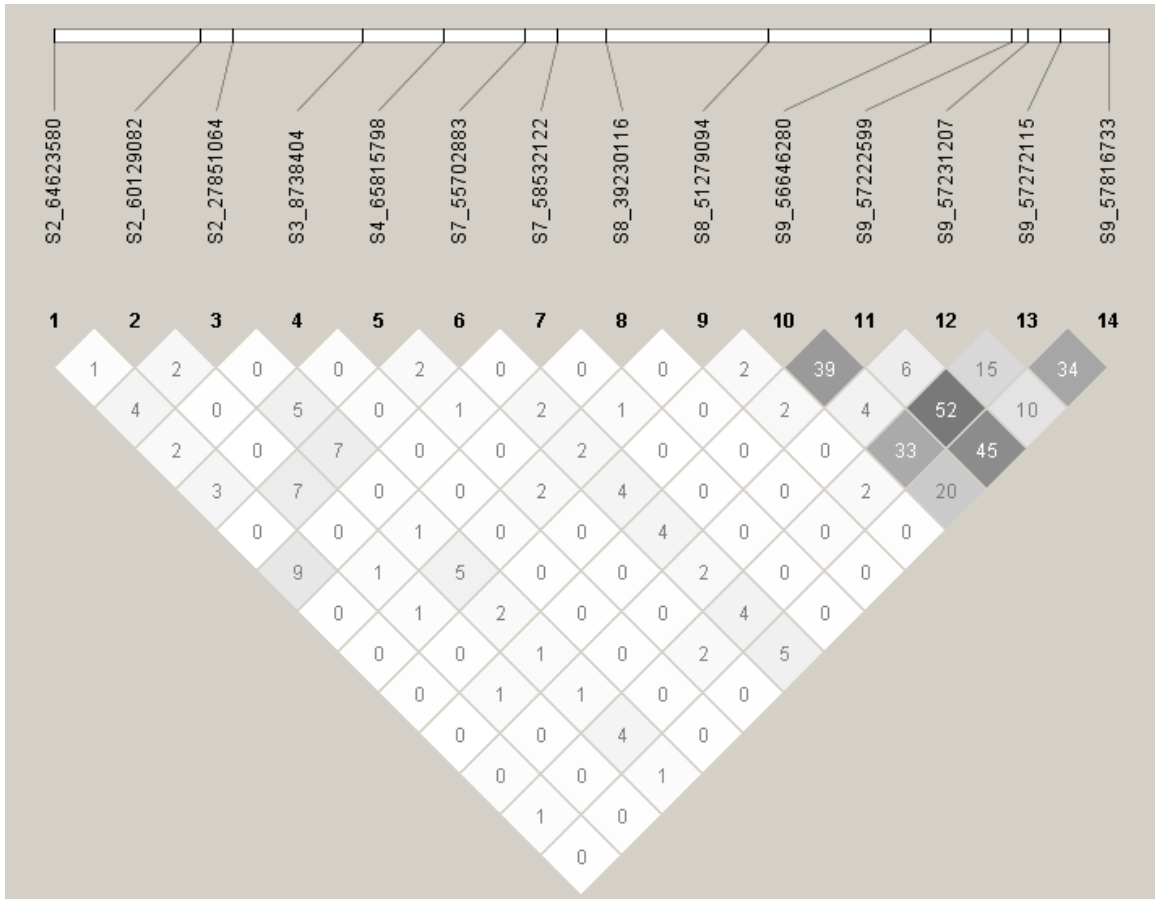 S2_64623580
S2_60129082
S2_27851064
S3_8738404
S4_65815798
S7_55702883
S7_58532122
S8_39230116
S8_51279094
S9_56646280
S9_57222599
S9_57231207
S9_57272115
S9_57816733
1 2 3 4 5 6 7 8 9 10 11 12 13 14
1 2 0 0 2 0 0 0 2 39 6 15 34
4 0 5 0 1 2 1 0 2 4 52 10
2 0 7 0 0 2 0 0 0 33 45
3 7 0 0 2 4 0 0 2 20
0 0 1 0 0 4 0 0 0
9 1 5 0 0 2 0 0
0 1 2 0 0 4 0
0 0 1 0 2 5
0 1 1 0 0
0 0 4 0
0 0 1
1 0
0